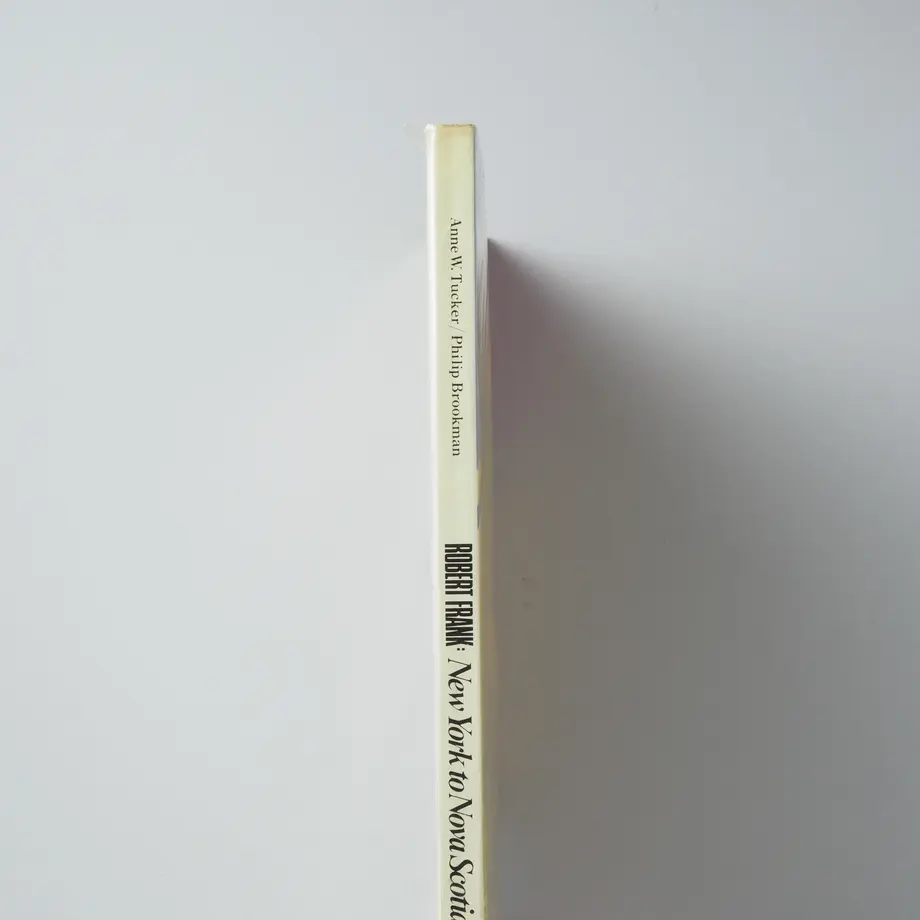 Anne W. Tucker / Philip Brookman
ROBERT FRANK: New York to Nova Scotia